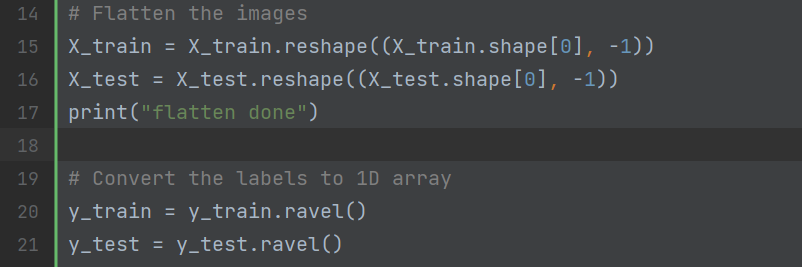 14 # Flatten the images
15 X_train = X_train.reshape((X_train.shape[0], -1))
16 X_test = X_test.reshape((X_test.shape[0], -1))
17 print("flatten done")
18
19 # Convert the labels to 1D array
20 y_train = y_train.ravel()
21 y_test = y_test.ravel()